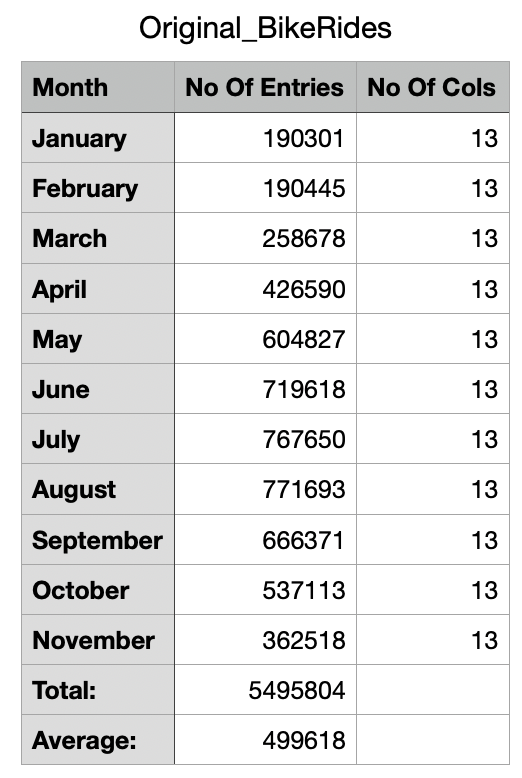 Original_BikeRides
Month No Of Entries No Of Cols
January 190301 13
February 190445 13
March 258678 13
April 426590 13
May 604827 13
June 719618 13
July 767650 13
August 771693 13
September 666371 13
October 537113 13
November 362518 13
Total: 5495804
Average: 499618